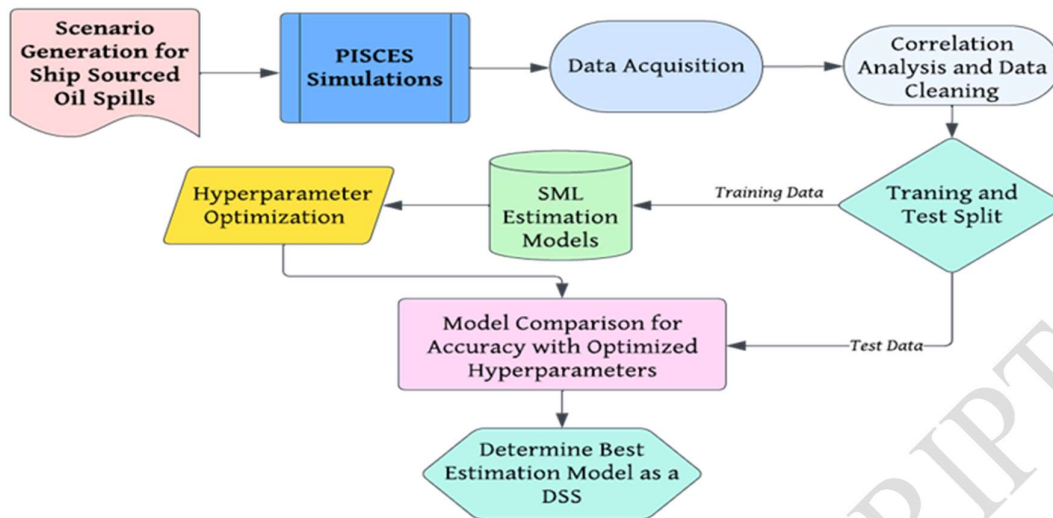 Scenario
Generation for
Ship Sourced
Oil Spills
PISCES
Simulations
Data Acquisition
Correlation
Analysis and Data
Cleaning
Hyperparameter
Optimization
SML
Estimation
Models
Training Data
Traning and
Test Split
Model Comparison for
Accuracy with Optimized
Hyperparameters
Test Data
Determine Best
Estimation Model as a
DSS